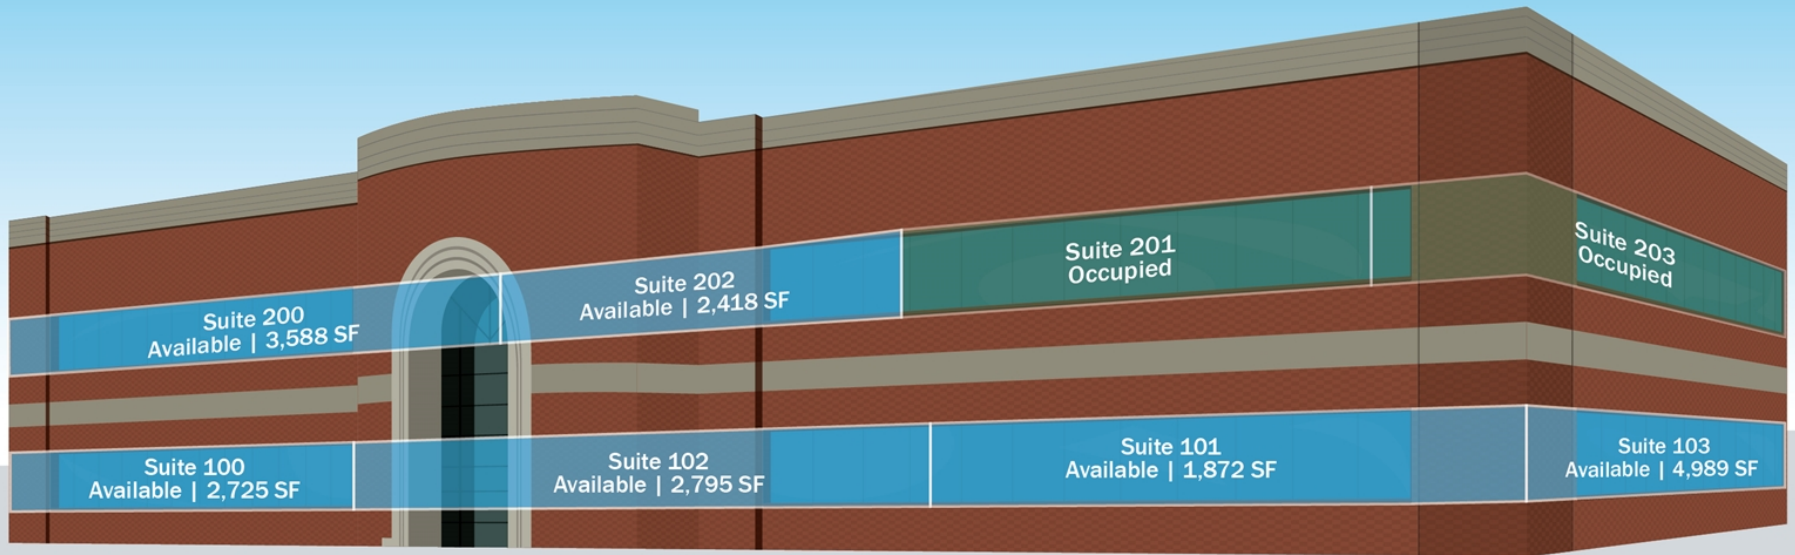 Suite 200
Available | 3,588 SF
Suite 202
Available | 2,418 SF
Suite 201
Occupied
Suite 203
Occupied
Suite 100
Available | 2,725 SF
Suite 102
Available | 2,795 SF
Suite 101
Available | 1,872 SF
Suite 103
Available | 4,989 SF